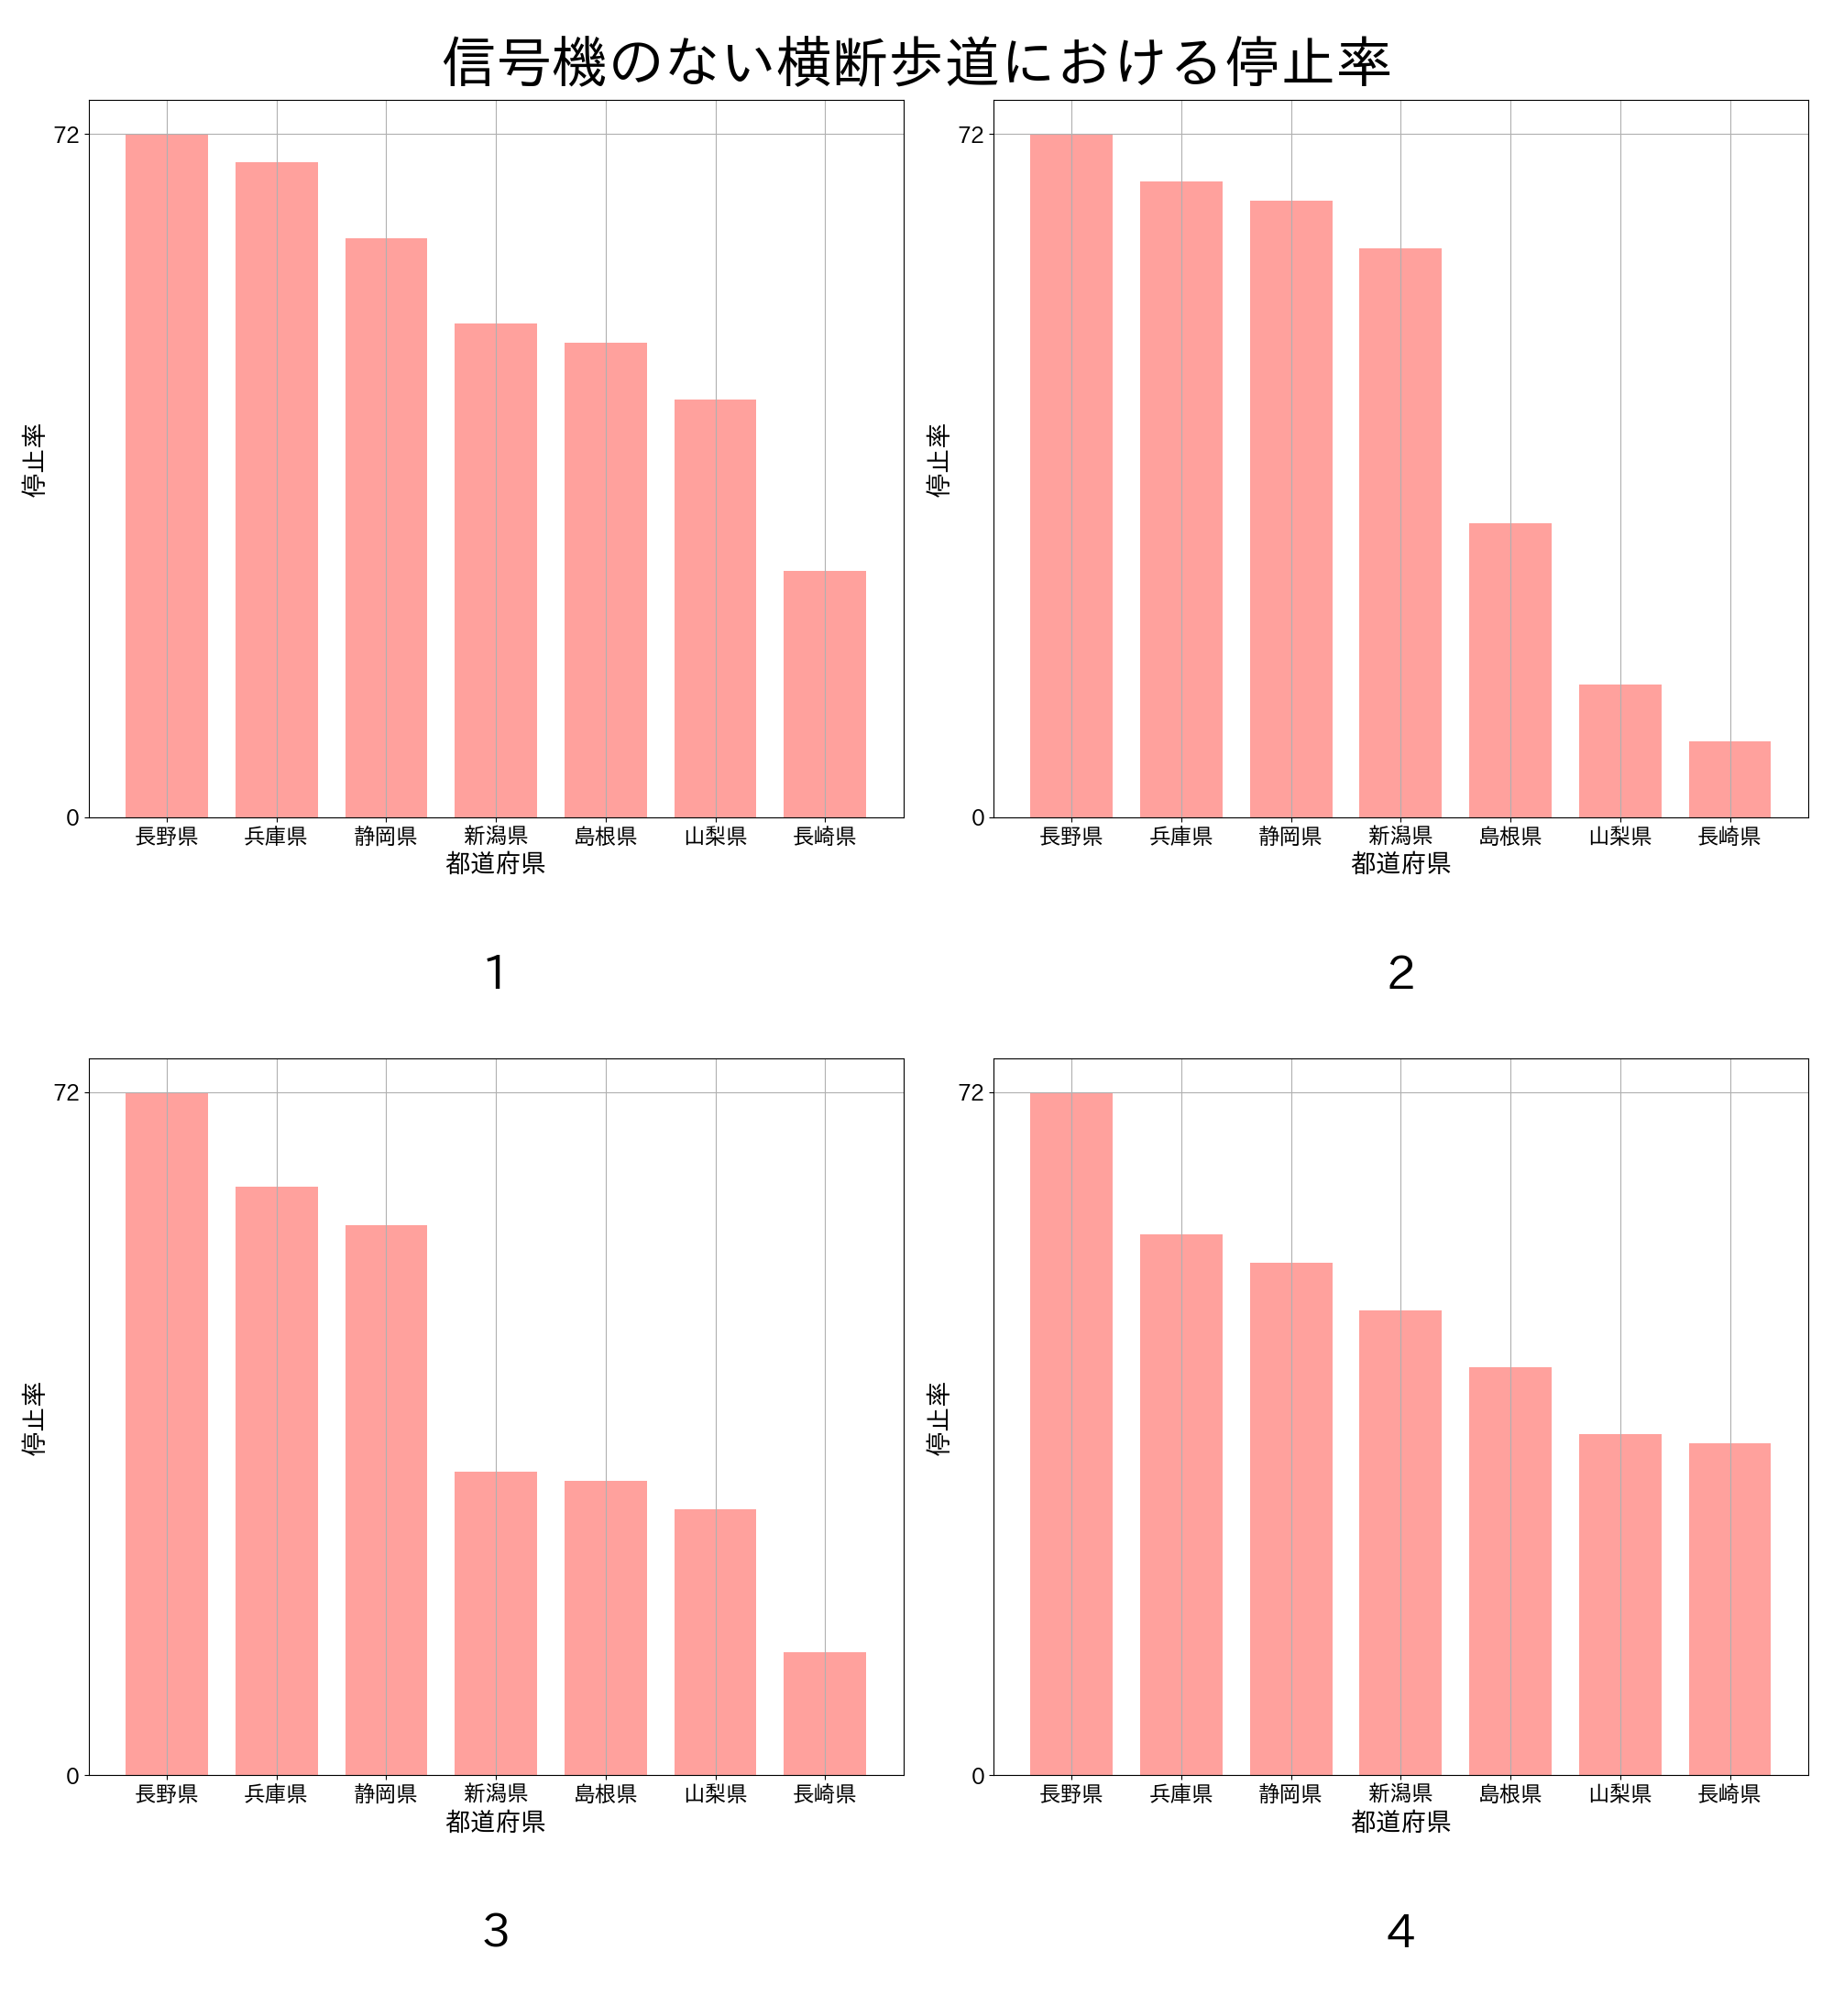 信号機のない横断歩道における停止率
72
0
停止率
長野県 兵庫県 静岡県 新潟県 島根県 山梨県 長崎県
都道府県
1
72
0
停止率
長野県 兵庫県 静岡県 新潟県 島根県 山梨県 長崎県
都道府県
2
72
0
停止率
長野県 兵庫県 静岡県 新潟県 島根県 山梨県 長崎県
都道府県
3
72
0
停止率
長野県 兵庫県 静岡県 新潟県 島根県 山梨県 長崎県
都道府県
4